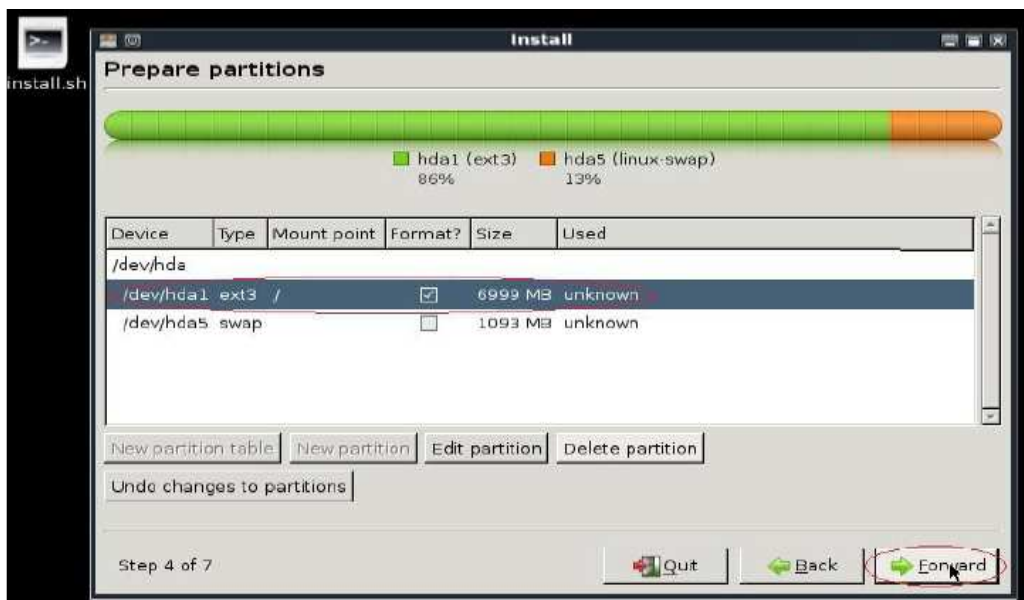 install.sh
Install
Prepare partitions
hda1 (ext3) hda5 (linux-swap)
86% 13%
Device Type Mount point Format? Size Used
/dev/hda
/dev/hda1 ext3 / 6999 MB unknown
/dev/hda5 swap 1093 MB unknown
New partition table New partition Edit partition Delete partition
Undo changes to partitions
Step 4 of 7 Quit Back Forward